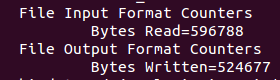 File Input Format Counters
Bytes Read=596788
File Output Format Counters
Bytes Written=524677